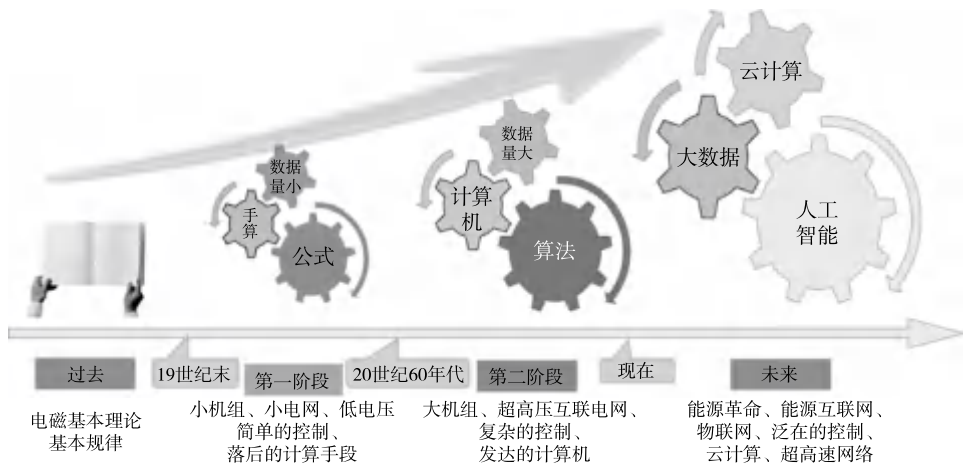 云计算
大数据
人工
智能
数据
量大
计算
机
算法
数据
量小
手
算
公式
过去
19世纪末
第一阶段
20世纪60年代
第二阶段
现在
未来
电磁基本理论
基本规律
小机组、小电网、低电压
简单的控制、
落后的计算手段
大机组、超高压互联电网、
复杂的控制、
发达的计算机
能源革命、能源互联网、
物联网、泛在的控制、
云计算、超高速网络